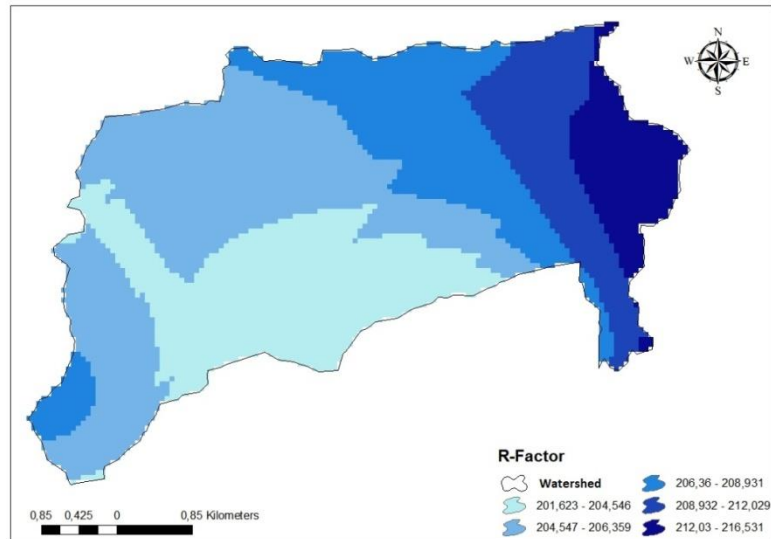 N
W E
S
R-Factor
Watershed
201,623 - 204,546
204,547 - 206,359
206,36 - 208,931
208,932 - 212,029
212,03 - 216,531
0,85 0,425 0 0,85 Kilometers